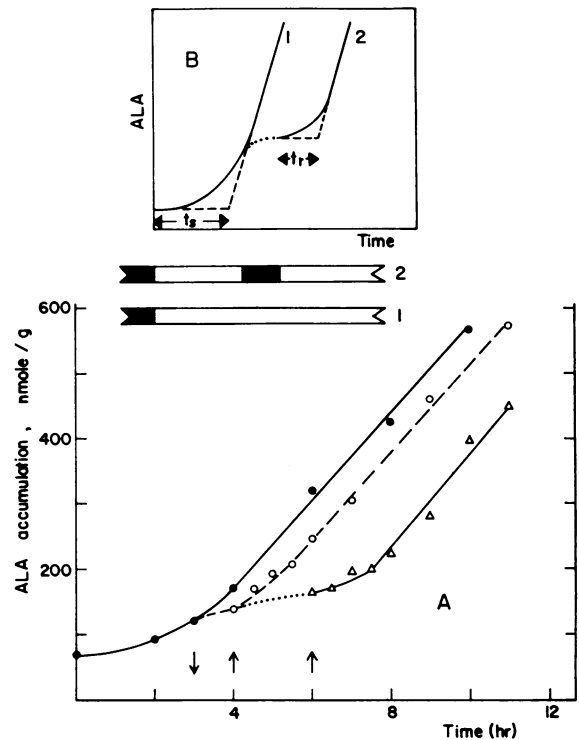 B
1
2
ALA
ts
tr
Time
2
1
600
400
200
ALA accumulation, nmole/g
A
4
8
12
Time (hr)